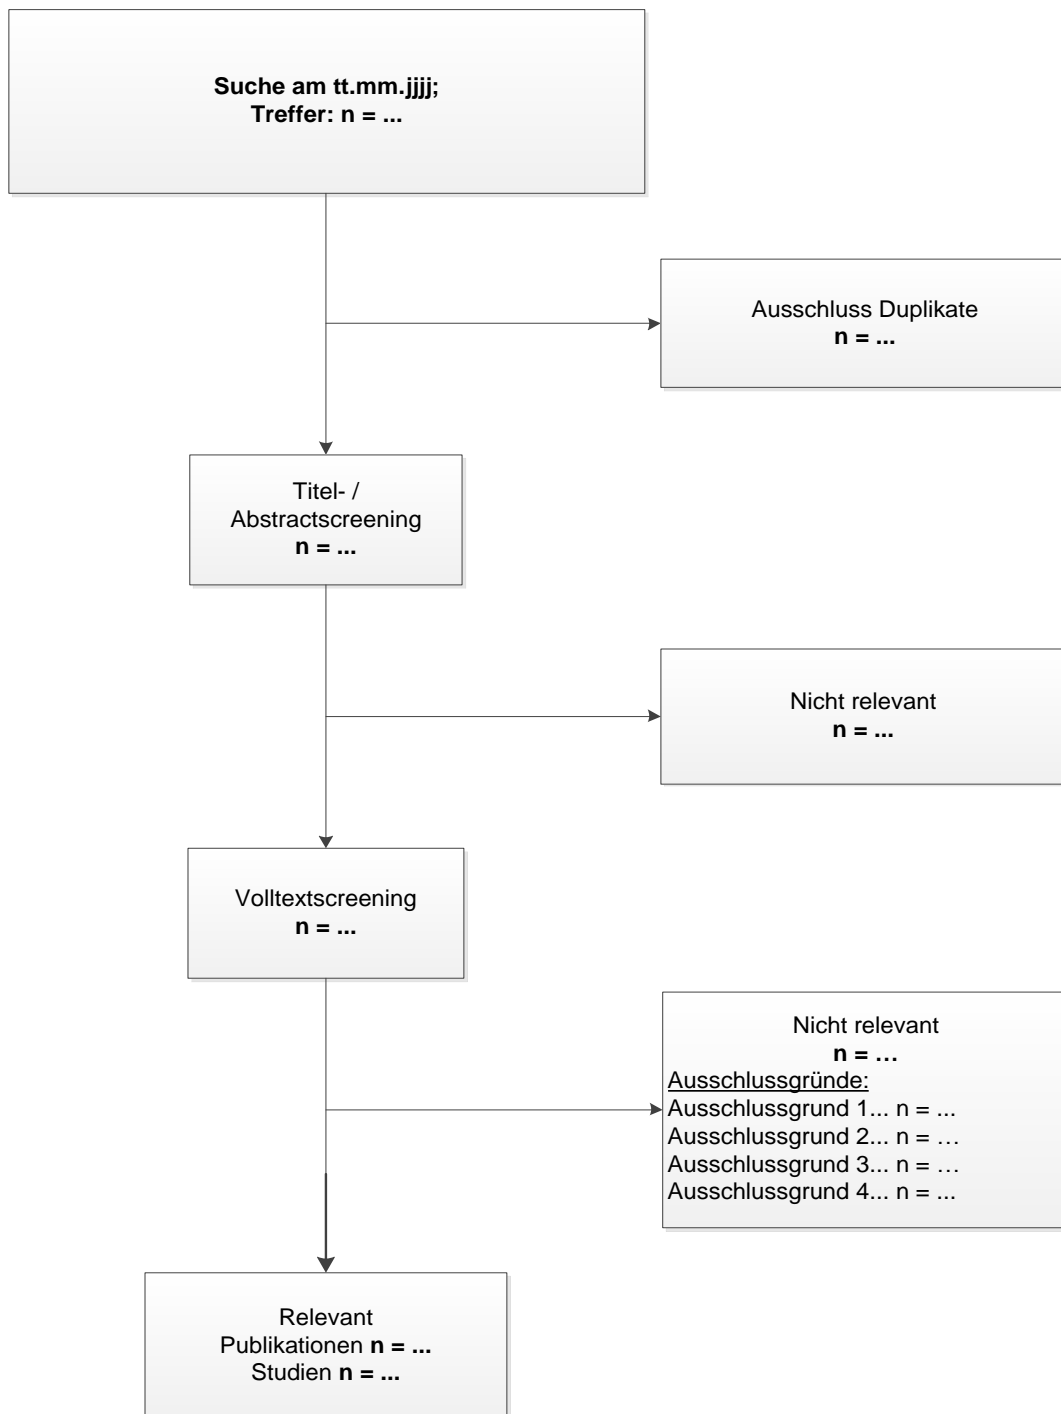 Suche am tt.mm.jjjj;
Treffer: n = ...
Ausschluss Duplikate
n = ...
Titel- /
Abstractscreening
n = ...
Nicht relevant
n = ...
Volltextscreening
n = ...
Nicht relevant
n = …
Ausschlussgründe:
Ausschlussgrund 1... n = ...
Ausschlussgrund 2... n = …
Ausschlussgrund 3... n = …
Ausschlussgrund 4... n = ...
Relevant
Publikationen n = ...
Studien n = ...